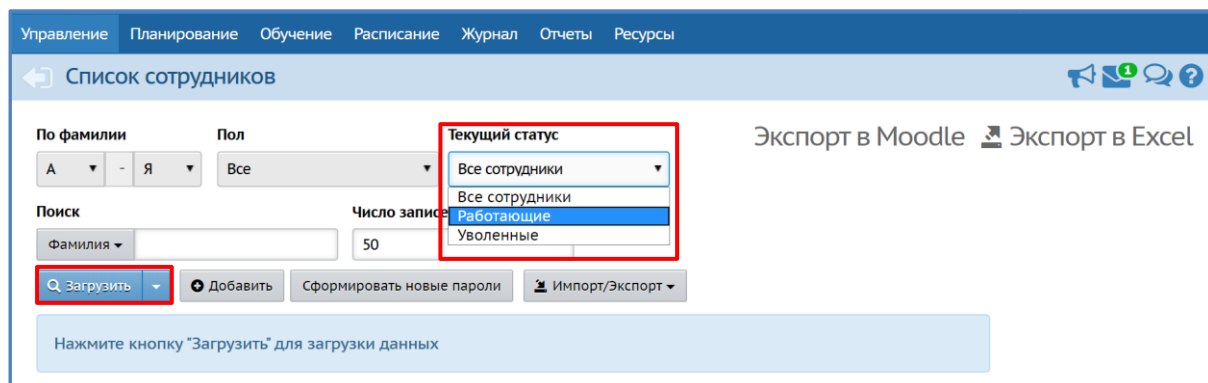 Управление Планирование Обучение Расписание Журнал Отчеты Ресурсы
Список сотрудников
1
?
По фамилии Пол Текущий статус
Экспорт в Moodle Экспорт в Excel
А - Я Все Все сотрудники
Все сотрудники
Работающие
Уволенные
Поиск Число записе
Фамилия 50
Загрузить Добавить Сформировать новые пароли Импорт/Экспорт
Нажмите кнопку "Загрузить" для загрузки данных